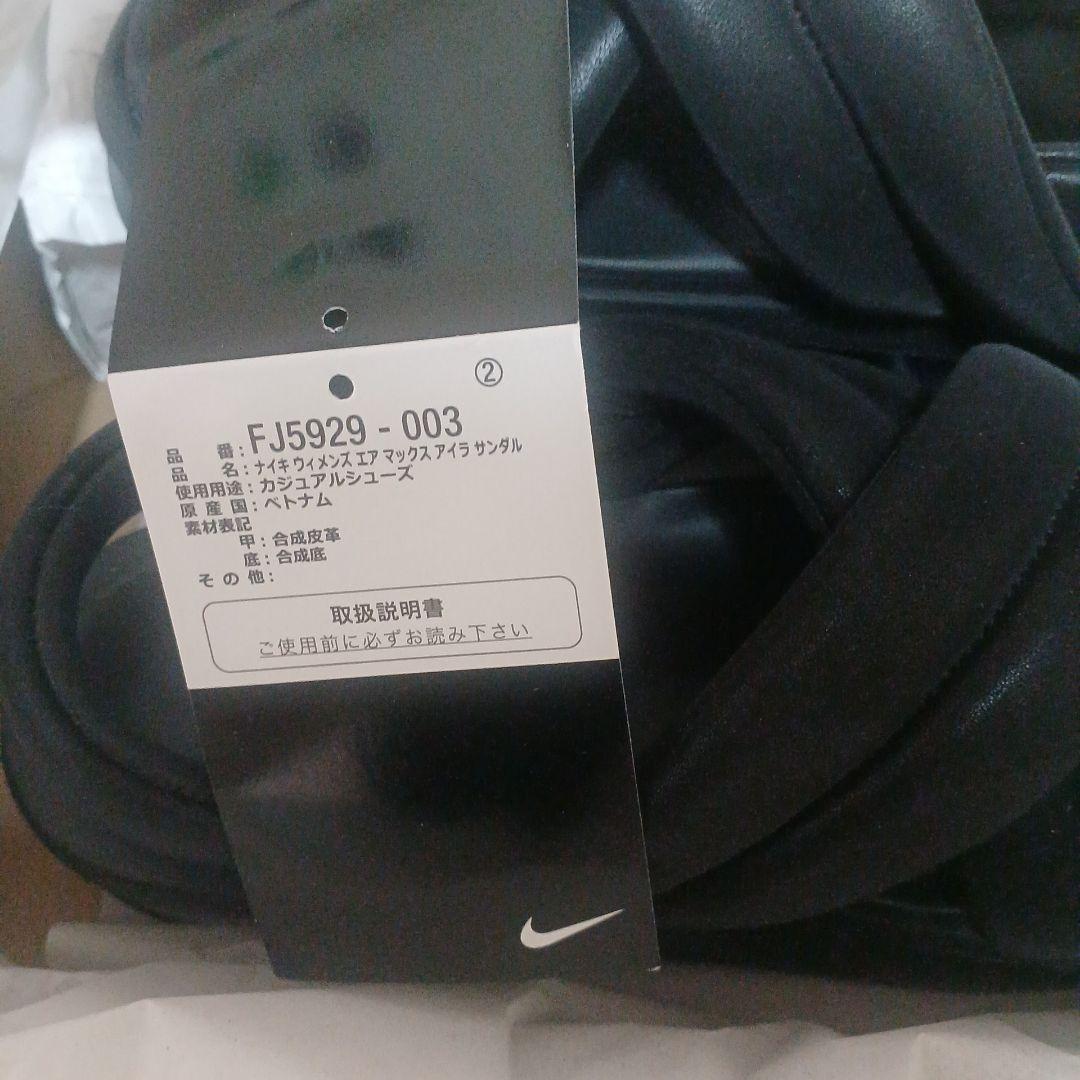 ②
品 番：FJ5929 - 003
品 名：ナイキ ウィメンズ エア マックス アイラ サンダル
使用用途：カジュアルシューズ
原 産 国：ベトナム
素材表記
甲：合成皮革
底：合成底
そ の 他：
取扱説明書
ご使用前に必ずお読み下さい